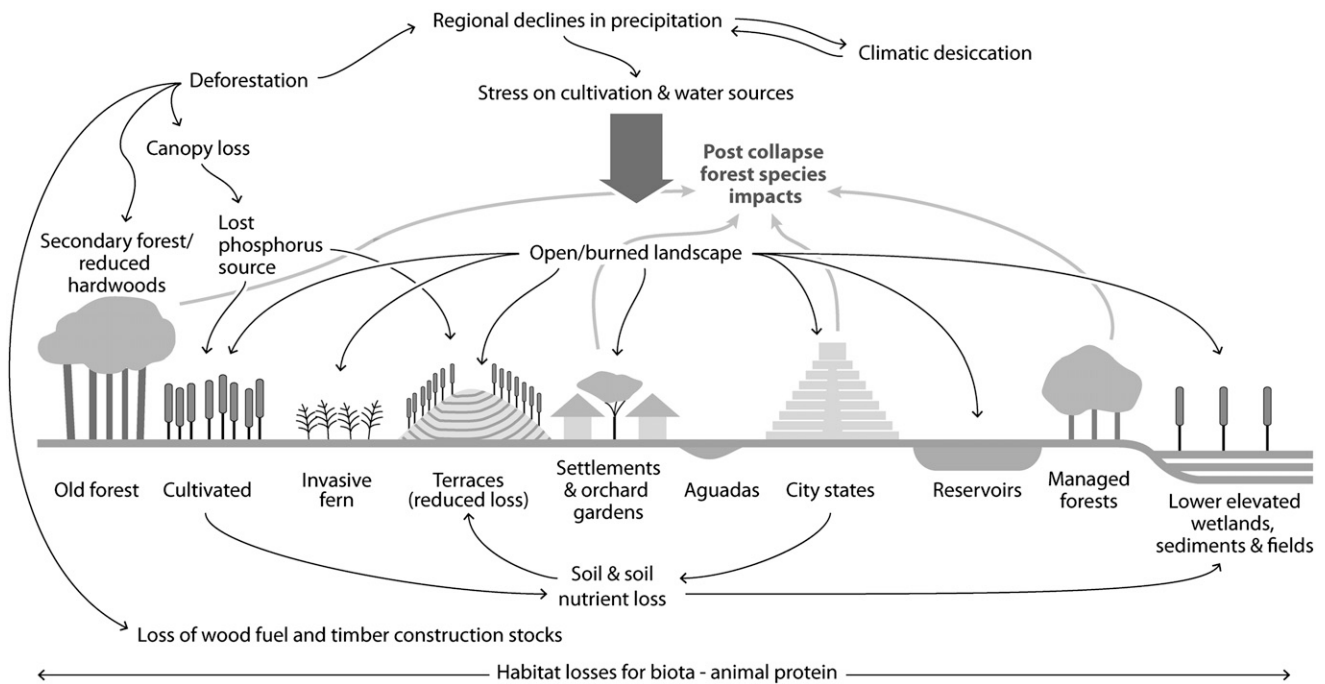 Regional declines in precipitation
Climatic desiccation
Deforestation
Stress on cultivation & water sources
Canopy loss
Post collapse
forest species
impacts
Lost
phosphorus
source
Secondary forest/
reduced
hardwoods
Open/burned landscape
Old forest
Cultivated
Invasive
fern
Terraces
(reduced loss)
Settlements
& orchard
gardens
Aguadas
City states
Reservoirs
Managed
forests
Lower elevated
wetlands,
sediments & fields
Soil & soil
nutrient loss
Loss of wood fuel and timber construction stocks
Habitat losses for biota - animal protein